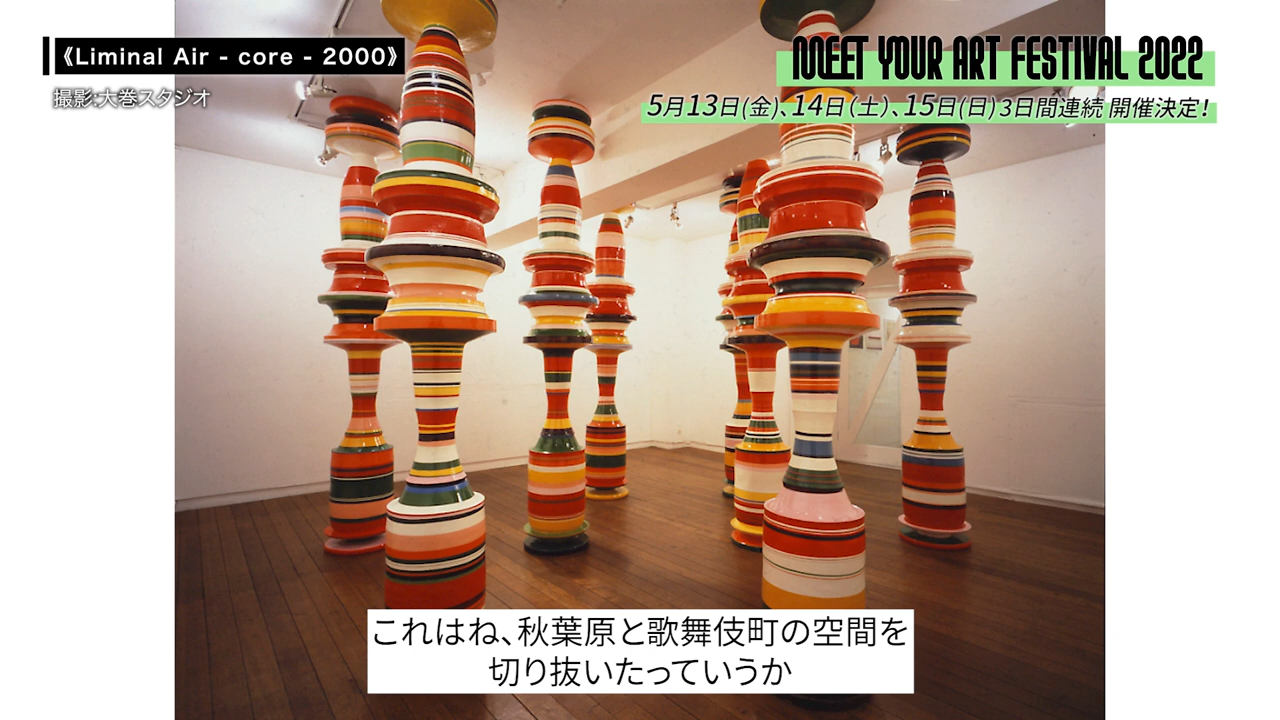 《Liminal Air - core - 2000》
撮影:大巻スタジオ
MEET YOUR ART FESTIVAL 2022
5月13日(金)、14日(土)、15日(日)3日間連続 開催決定!
これはね、秋葉原と歌舞伎町の空間を
切り抜いたっていうか